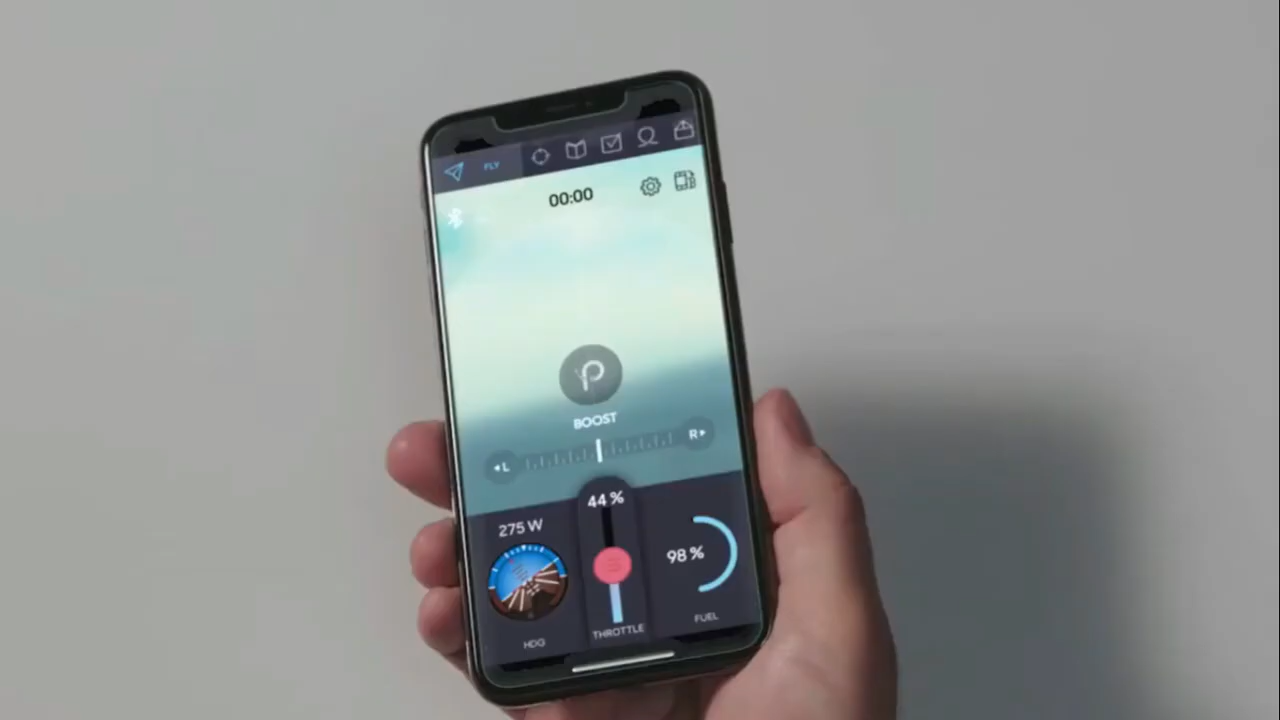 FLY
00:00
BOOST
L
R
44 %
275 W
98 %
HDG
THROTTLE
FUEL